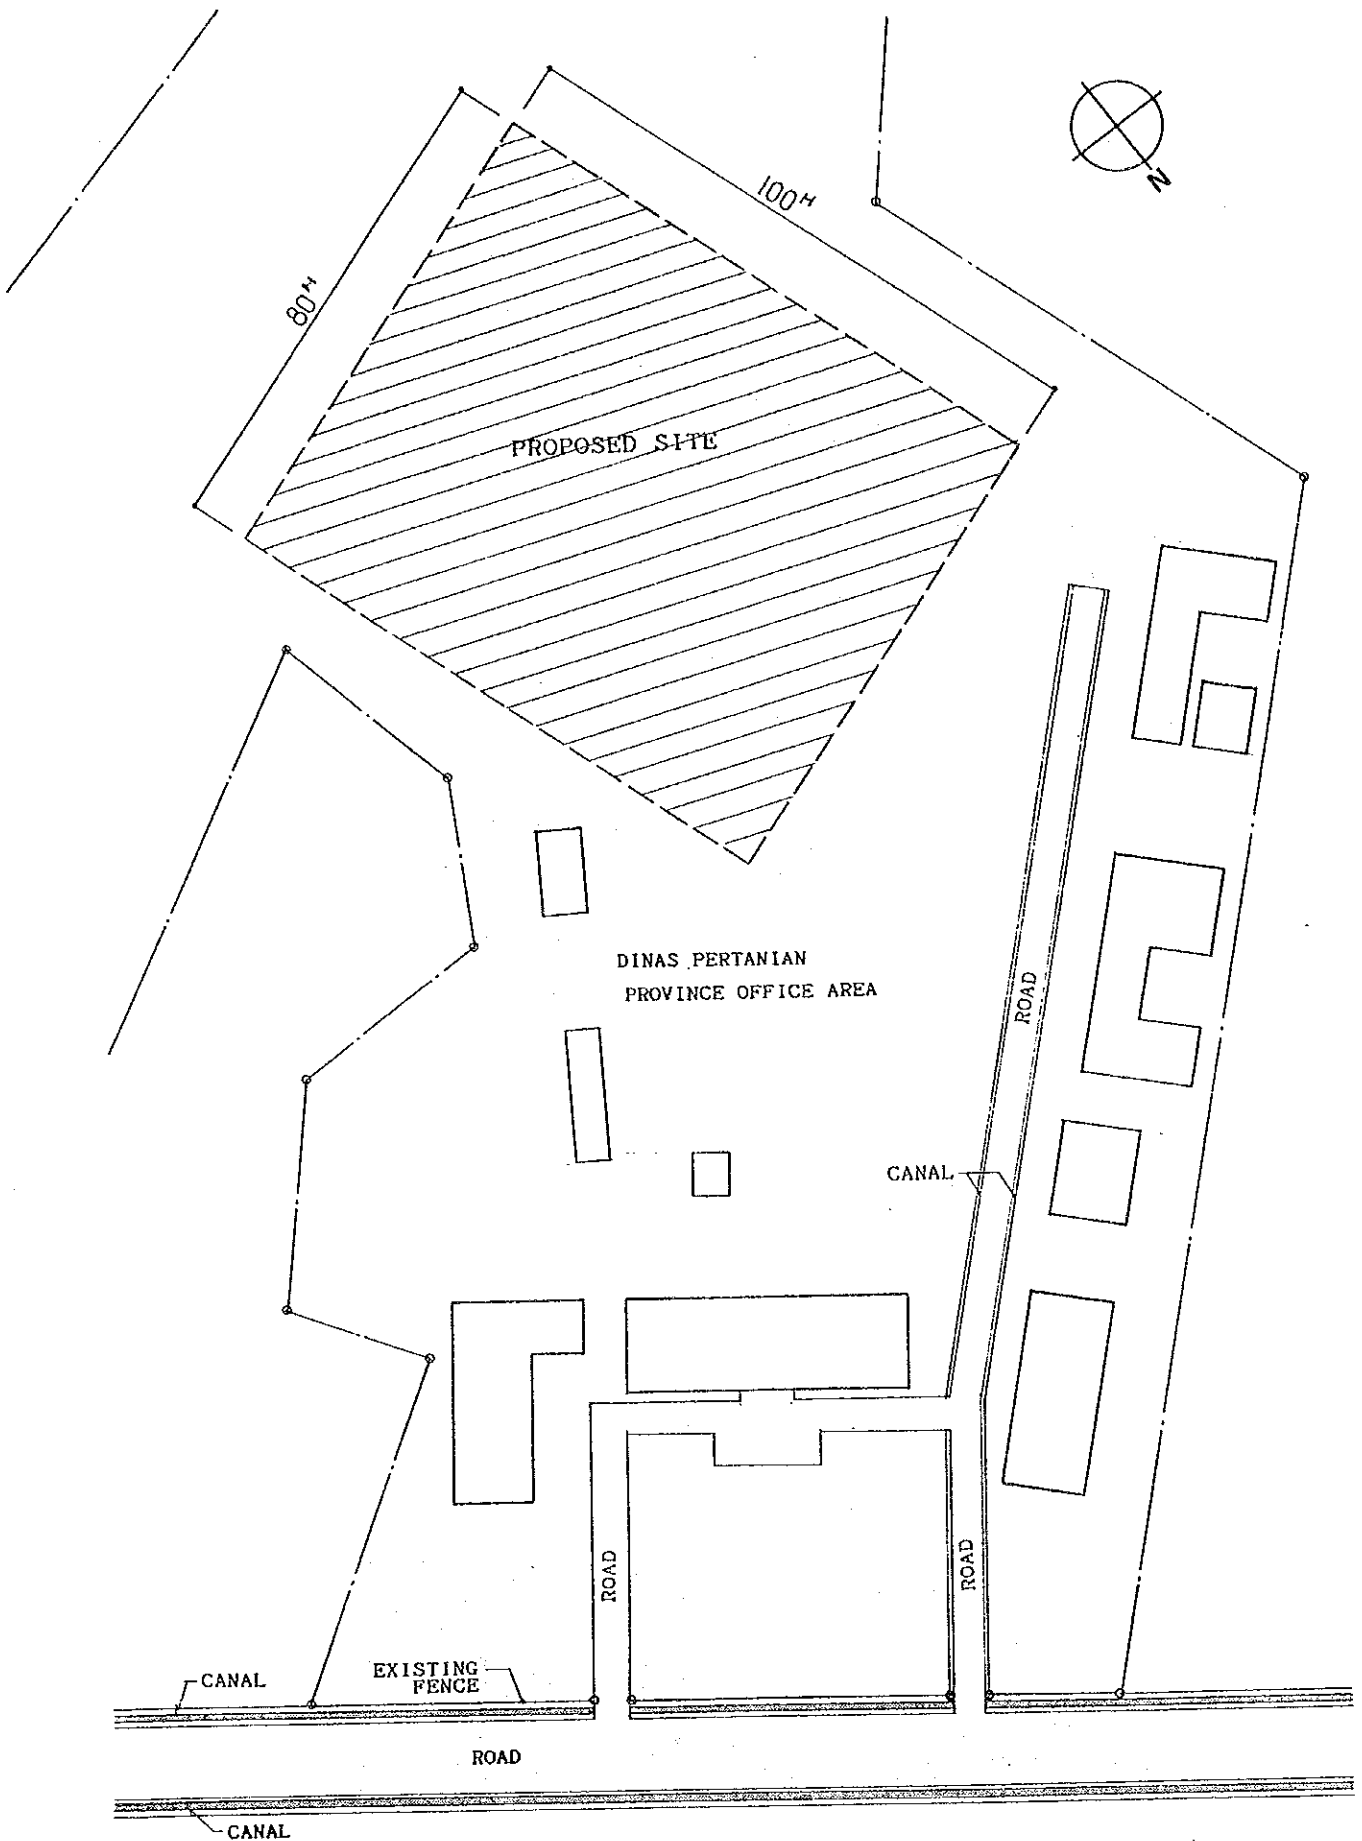 N
100M
80M
PROPOSED SITE
DINAS PERTANIAN
PROVINCE OFFICE AREA
ROAD
CANAL
ROAD
ROAD
EXISTING
FENCE
CANAL
ROAD
CANAL